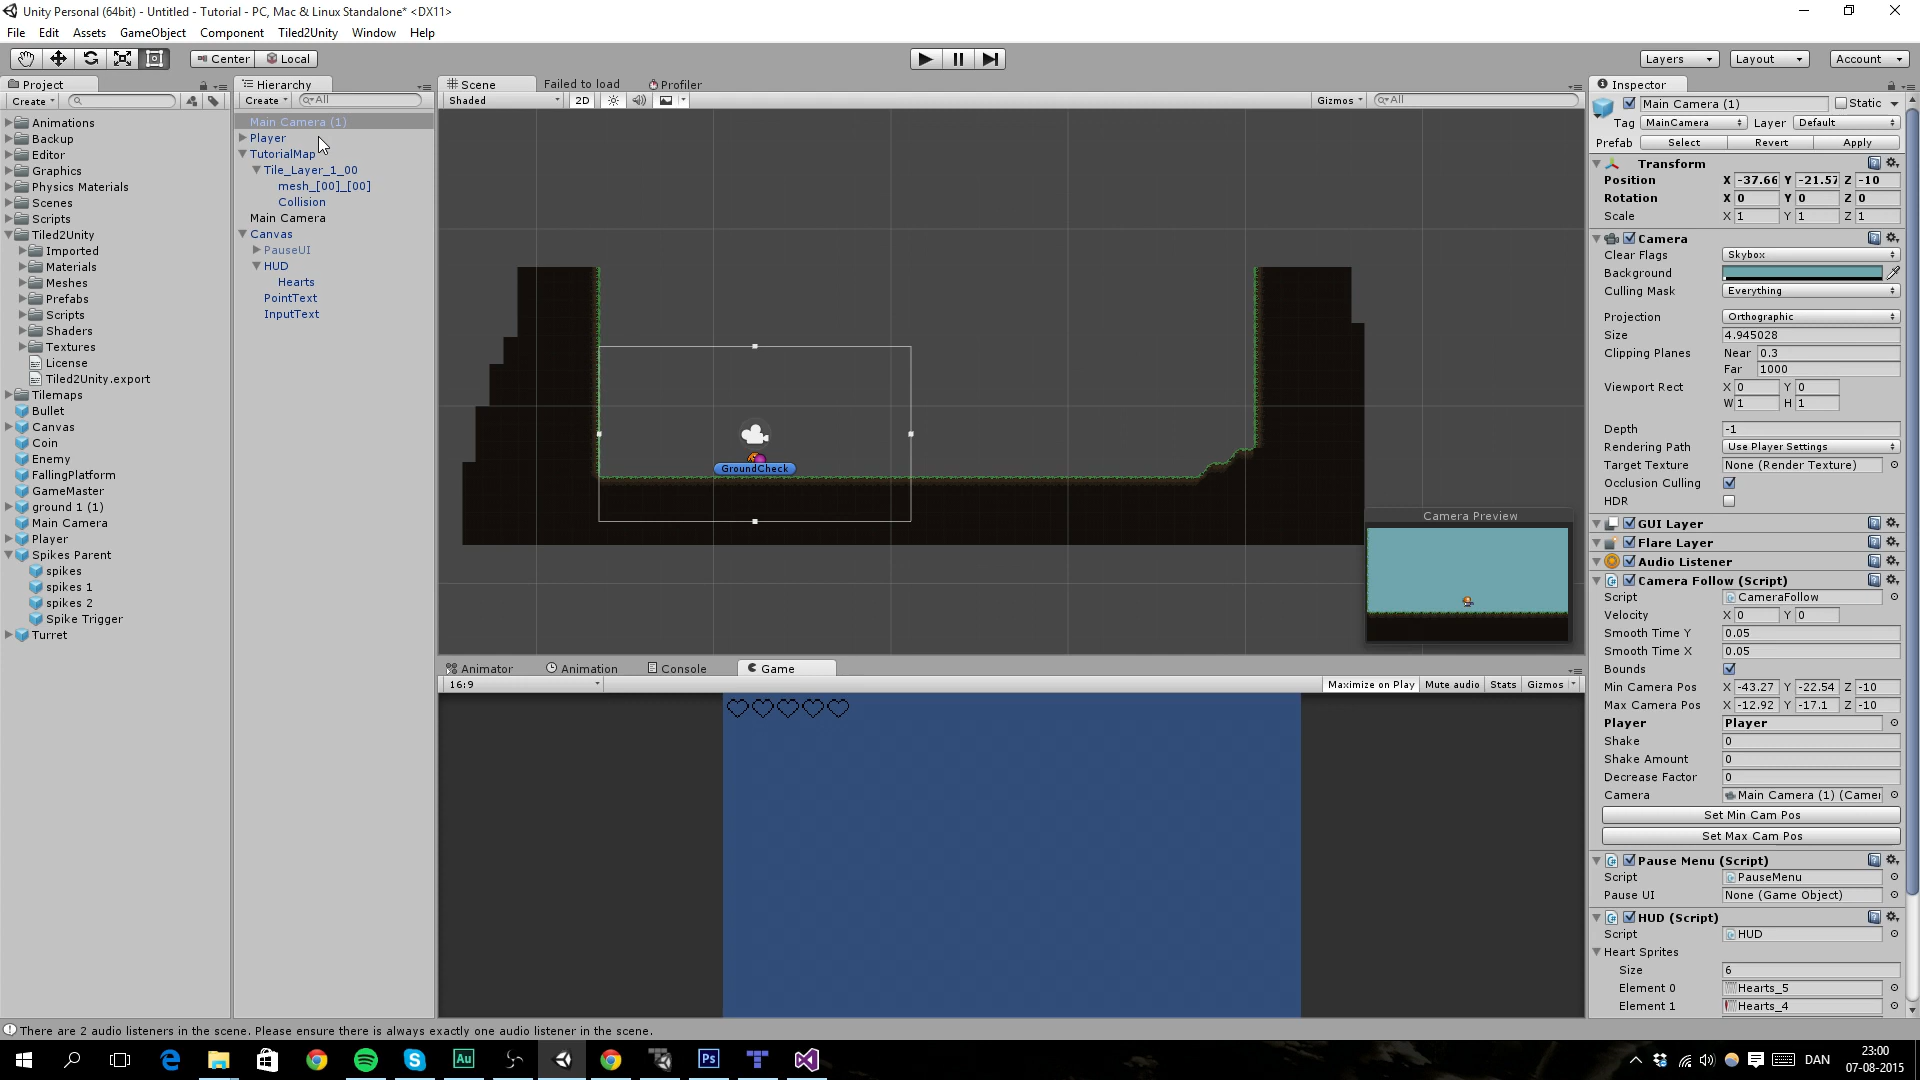 Unity Personal (64bit) - Untitled - Tutorial - PC, Mac & Linux Standalone* <DX11>
File Edit Assets GameObject Component Tiled2Unity Window Help
Center Local Layers Layout Account
Project
Create
Animations
Backup
Editor
Graphics
Physics Materials
Scenes
Scripts
Tiled2Unity
Imported
Materials
Meshes
Prefabs
Scripts
Shaders
Textures
License
Tiled2Unity.export
Tilemaps
Bullet
Canvas
Coin
Enemy
FallingPlatform
GameMaster
ground 1 (1)
Main Camera
Player
Spikes Parent
spikes
spikes 1
spikes 2
Spike Trigger
Turret
Hierarchy
Create All
Main Camera (1)
Player
TutorialMap
Tile_Layer_1_00
mesh_[00]_[00]
Collision
Main Camera
Canvas
PauseUI
HUD
Hearts
PointText
InputText
Scene Failed to load Profiler
Shaded 2D Gizmos All
GroundCheck
Camera Preview
Animator Animation Console Game
16:9 Maximize on Play Mute audio Stats Gizmos
Inspector
Main Camera (1) Static
Tag MainCamera Layer Default
Prefab Select Revert Apply
Transform
Position X -37.66 Y -21.57 Z -10
Rotation X 0 Y 0 Z 0
Scale X 1 Y 1 Z 1
Camera
Clear Flags Skybox
Background
Culling Mask Everything
Projection Orthographic
Size 4.945028
Clipping Planes Near 0.3
Far 1000
Viewport Rect X 0 Y 0
W 1 H 1
Depth -1
Rendering Path Use Player Settings
Target Texture None (Render Texture)
Occlusion Culling
HDR
GUI Layer
Flare Layer
Audio Listener
Camera Follow (Script)
Script CameraFollow
Velocity X 0 Y 0
Smooth Time Y 0.05
Smooth Time X 0.05
Bounds
Min Camera Pos X -43.27 Y -22.54 Z -10
Max Camera Pos X -12.92 Y -17.1 Z -10
Player Player
Shake 0
Shake Amount 0
Decrease Factor 0
Camera Main Camera (1) (Camer
Set Min Cam Pos
Set Max Cam Pos
Pause Menu (Script)
Script PauseMenu
Pause UI None (Game Object)
HUD (Script)
Script HUD
Heart Sprites
Size 6
Element 0 Hearts_5
Element 1 Hearts_4
There are 2 audio listeners in the scene. Please ensure there is always exactly one audio listener in the scene.
Au Ps DAN 23:00
07-08-2015